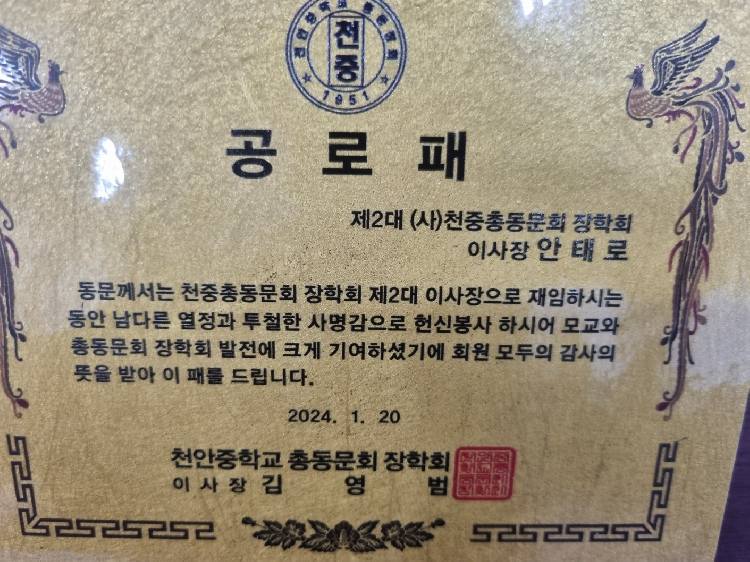 천중
1951
공로패
제2대 (사)천중총동문회 장학회
이사장 안태로
동문께서는 천중총동문회 장학회 제2대 이사장으로 재임하시는
동안 남다른 열정과 투철한 사명감으로 헌신봉사 하시어 모교와
총동문회 장학회 발전에 크게 기여하셨기에 회원 모두의 감사의
뜻을 받아 이 패를 드립니다.
2024. 1. 20
천안중학교 총동문회 장학회
이사장 김영범